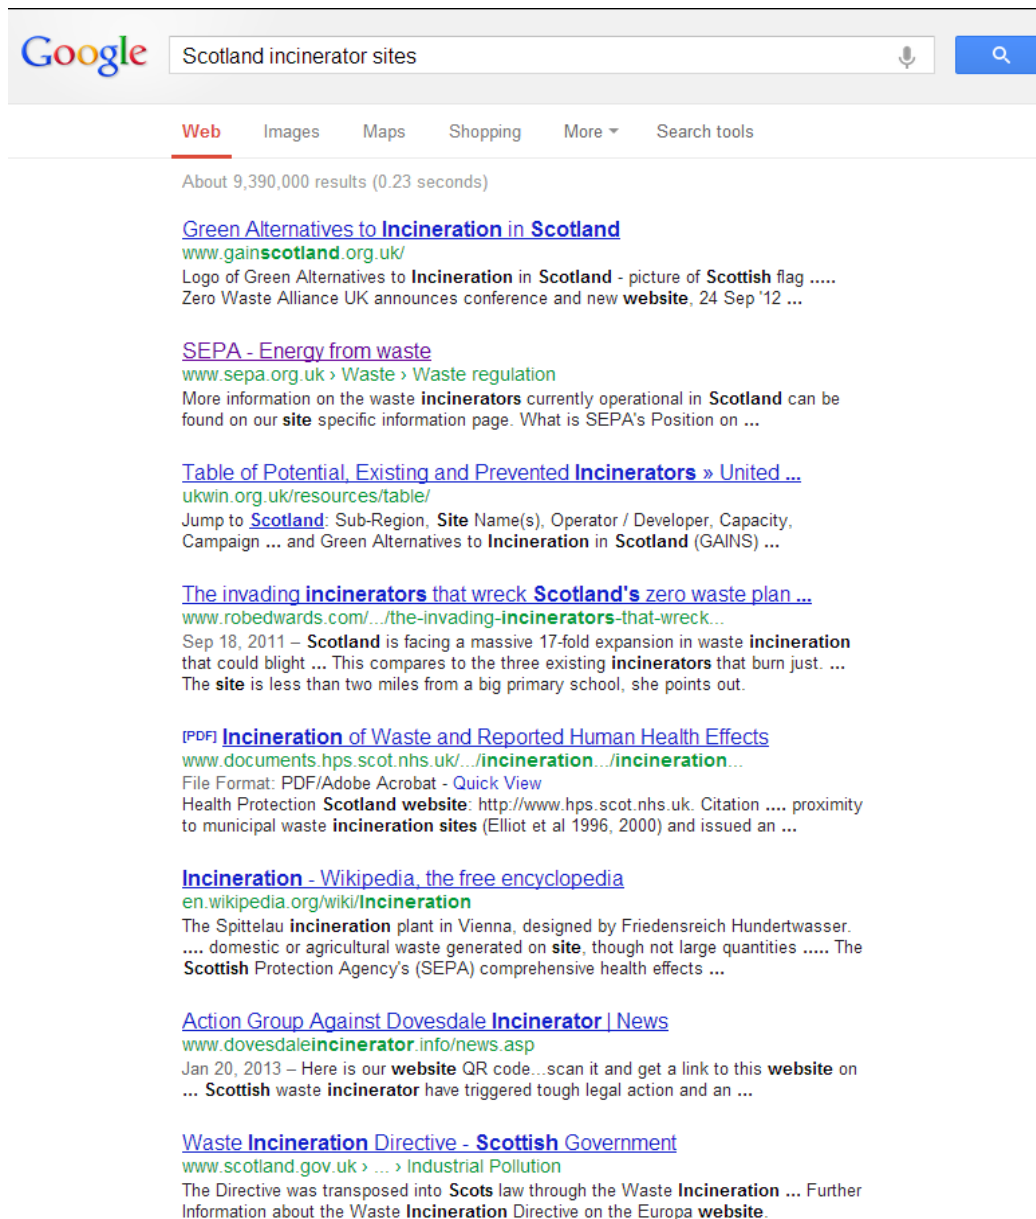 Google
Scotland incinerator sites
Web Images Maps Shopping More Search tools
About 9,390,000 results (0.23 seconds)
Green Alternatives to Incineration in Scotland
www.gainscotland.org.uk/
Logo of Green Alternatives to Incineration in Scotland - picture of Scottish flag .....
Zero Waste Alliance UK announces conference and new website, 24 Sep '12 ...
SEPA - Energy from waste
www.sepa.org.uk › Waste › Waste regulation
More information on the waste incinerators currently operational in Scotland can be
found on our site specific information page. What is SEPA's Position on ...
Table of Potential, Existing and Prevented Incinerators » United ...
ukwin.org.uk/resources/table/
Jump to Scotland: Sub-Region, Site Name(s), Operator / Developer, Capacity,
Campaign ... and Green Alternatives to Incineration in Scotland (GAINS) ...
The invading incinerators that wreck Scotland's zero waste plan ...
www.robedwards.com/.../the-invading-incinerators-that-wreck...
Sep 18, 2011 – Scotland is facing a massive 17-fold expansion in waste incineration
that could blight ... This compares to the three existing incinerators that burn just. ...
The site is less than two miles from a big primary school, she points out.
[PDF] Incineration of Waste and Reported Human Health Effects
www.documents.hps.scot.nhs.uk/.../incineration.../incineration...
File Format: PDF/Adobe Acrobat - Quick View
Health Protection Scotland website: http://www.hps.scot.nhs.uk. Citation .... proximity
to municipal waste incineration sites (Elliot et al 1996, 2000) and issued an ...
Incineration - Wikipedia, the free encyclopedia
en.wikipedia.org/wiki/Incineration
The Spittelau incineration plant in Vienna, designed by Friedensreich Hundertwasser.
.... domestic or agricultural waste generated on site, though not large quantities ..... The
Scottish Protection Agency's (SEPA) comprehensive health effects ...
Action Group Against Dovesdale Incinerator | News
www.dovesdaleincinerator.info/news.asp
Jan 20, 2013 – Here is our website QR code...scan it and get a link to this website on
... Scottish waste incinerator have triggered tough legal action and an ...
Waste Incineration Directive - Scottish Government
www.scotland.gov.uk › ... › Industrial Pollution
The Directive was transposed into Scots law through the Waste Incineration ... Further
Information about the Waste Incineration Directive on the Europa website.